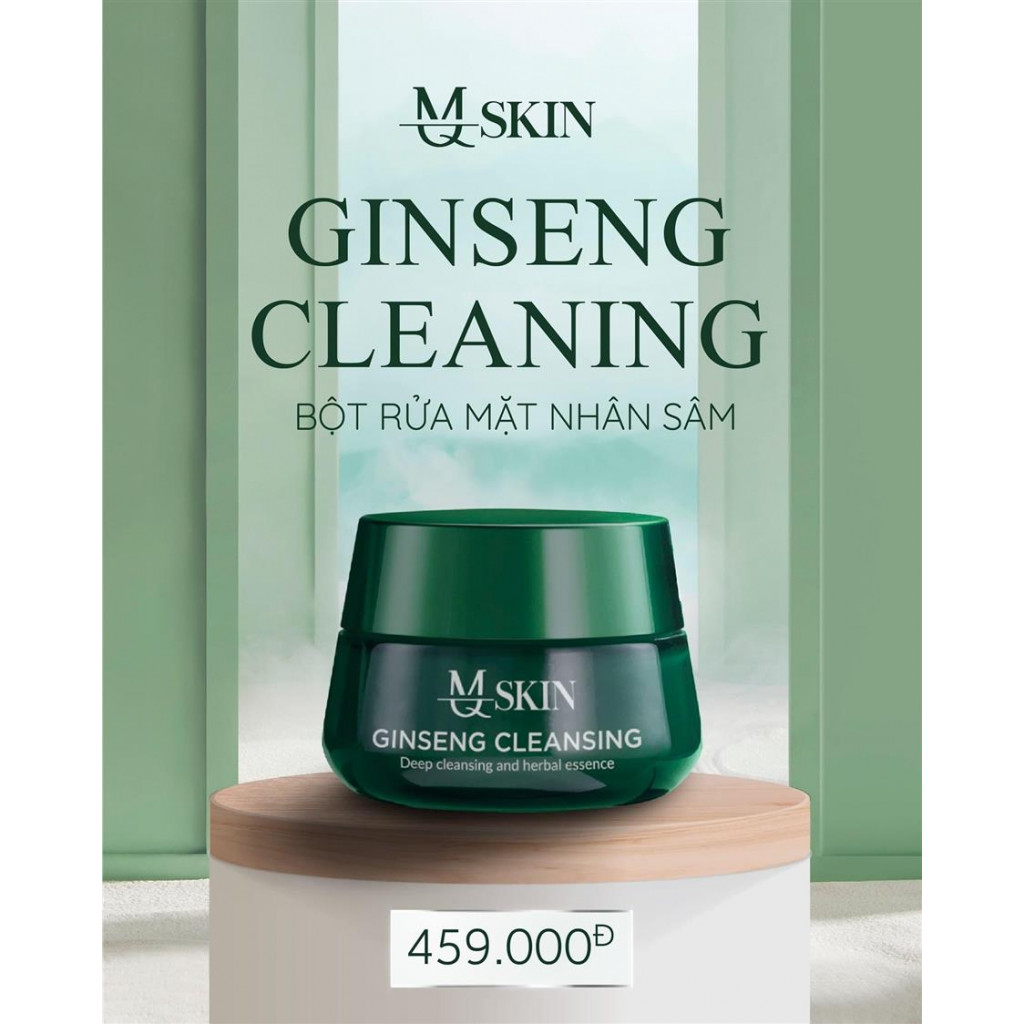 MQ SKIN
GINSENG
CLEANING
BỘT RỬA MẶT NHÂN SÂM
MQ SKIN
GINSENG CLEANSING
Deep cleansing and herbal essence
459.000Đ